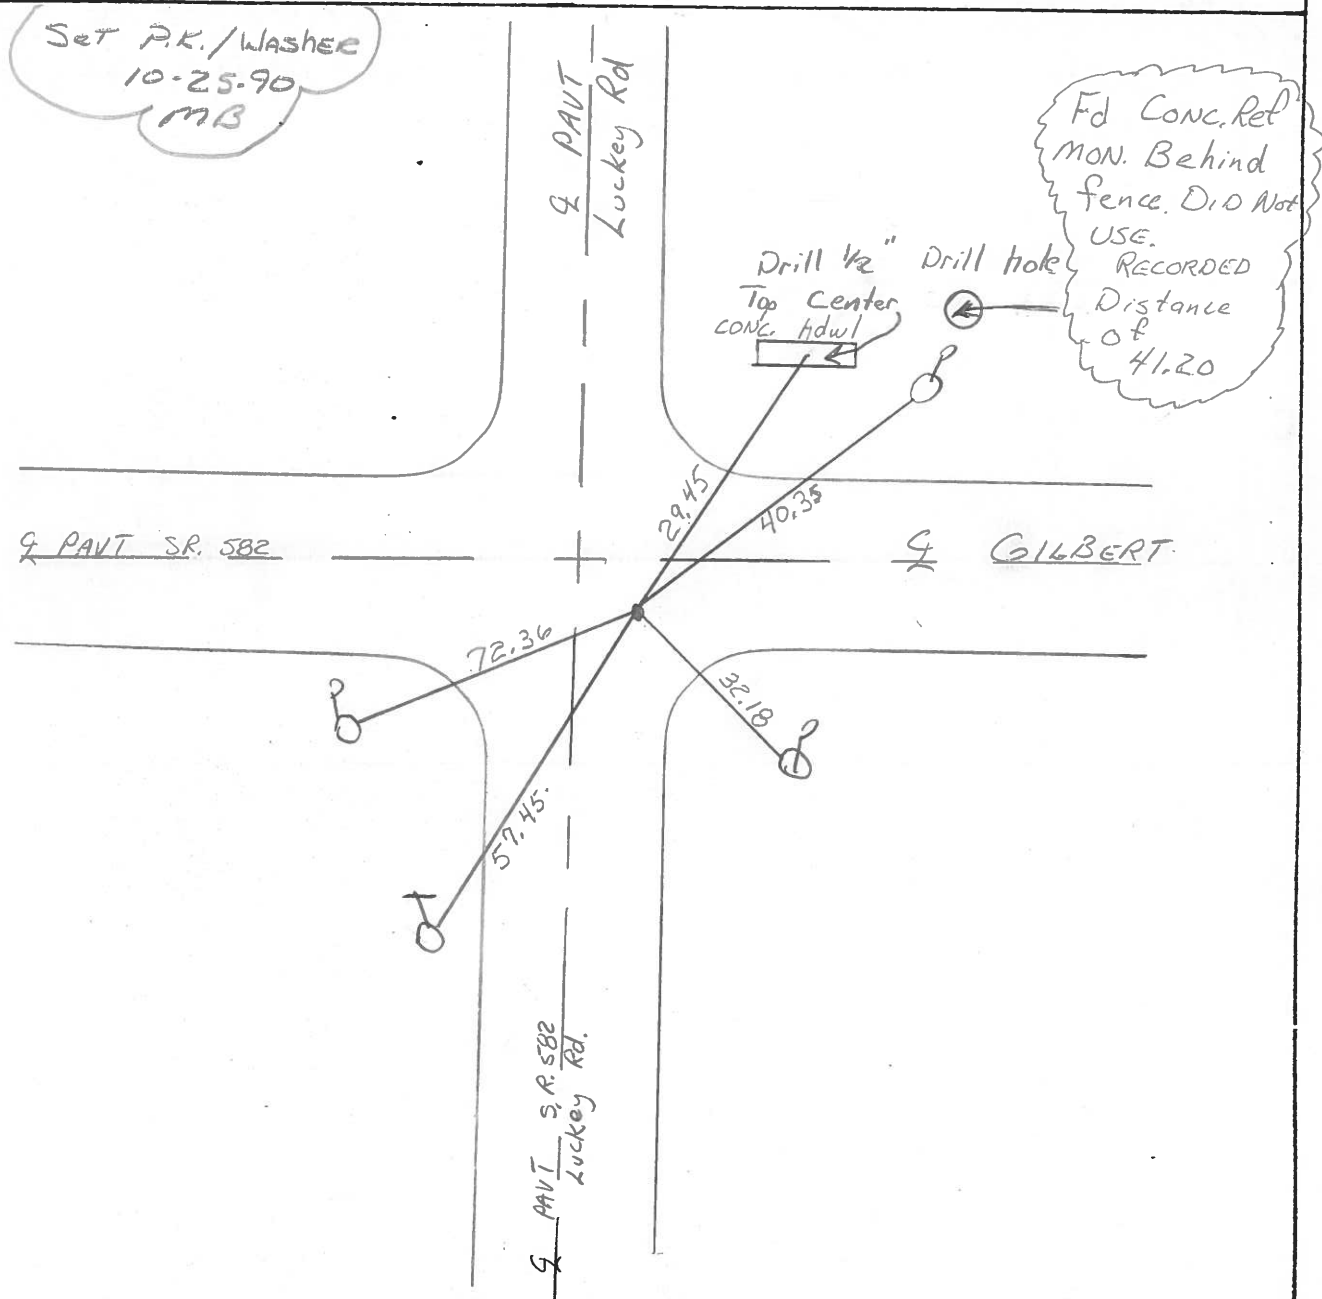 Set P.K./WASHER
10-25-90
MB
℄ PAVT
Luckey Rd
Fd CONC. Ref
MON. Behind
fence. DID Not
USE.
RECORDED
Distance
of
41.20
Drill 1/2" Drill hole
Top Center
CONC. Hdwl
P
29.45
40.35
℄ PAVT SR. 582
℄ GILBERT
72.36
32.18
P
P
57.45
T
℄ PAVT S.R. 582
Luckey Rd.